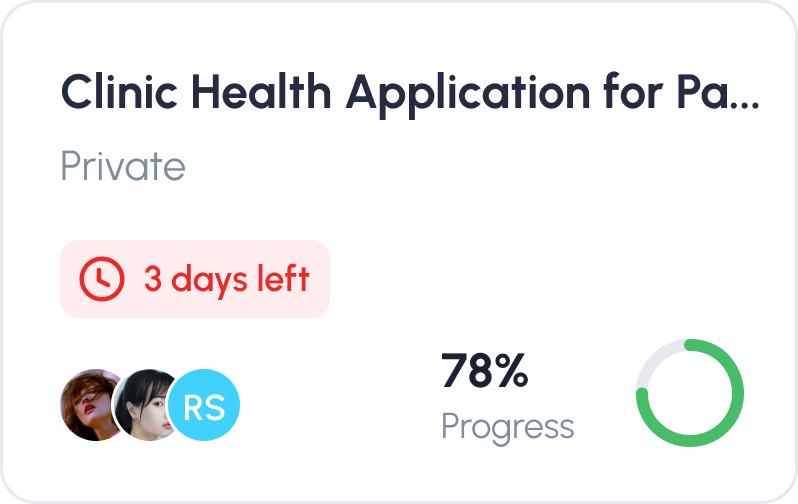 Clinic Health Application for Pa...
Private
3 days left
RS
78%
Progress